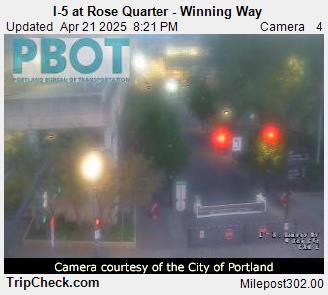 I-5 at Rose Quarter - Winning Way
Updated Apr 21 2025 8:21 PM Camera 4
PBOT
PORTLAND BUREAU OF TRANSPORTATION
Camera courtesy of the City of Portland
TripCheck.com Milepost302.00